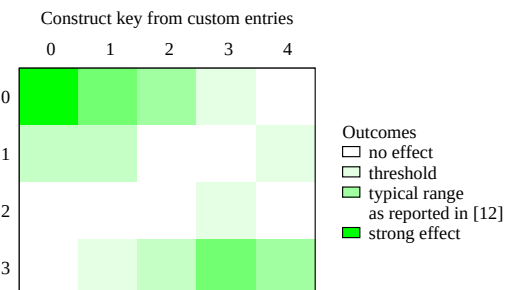 Construct key from custom entries
0 1 2 3 4
0
1
2
3
Outcomes
no effect
threshold
typical range
as reported in [12]
strong effect